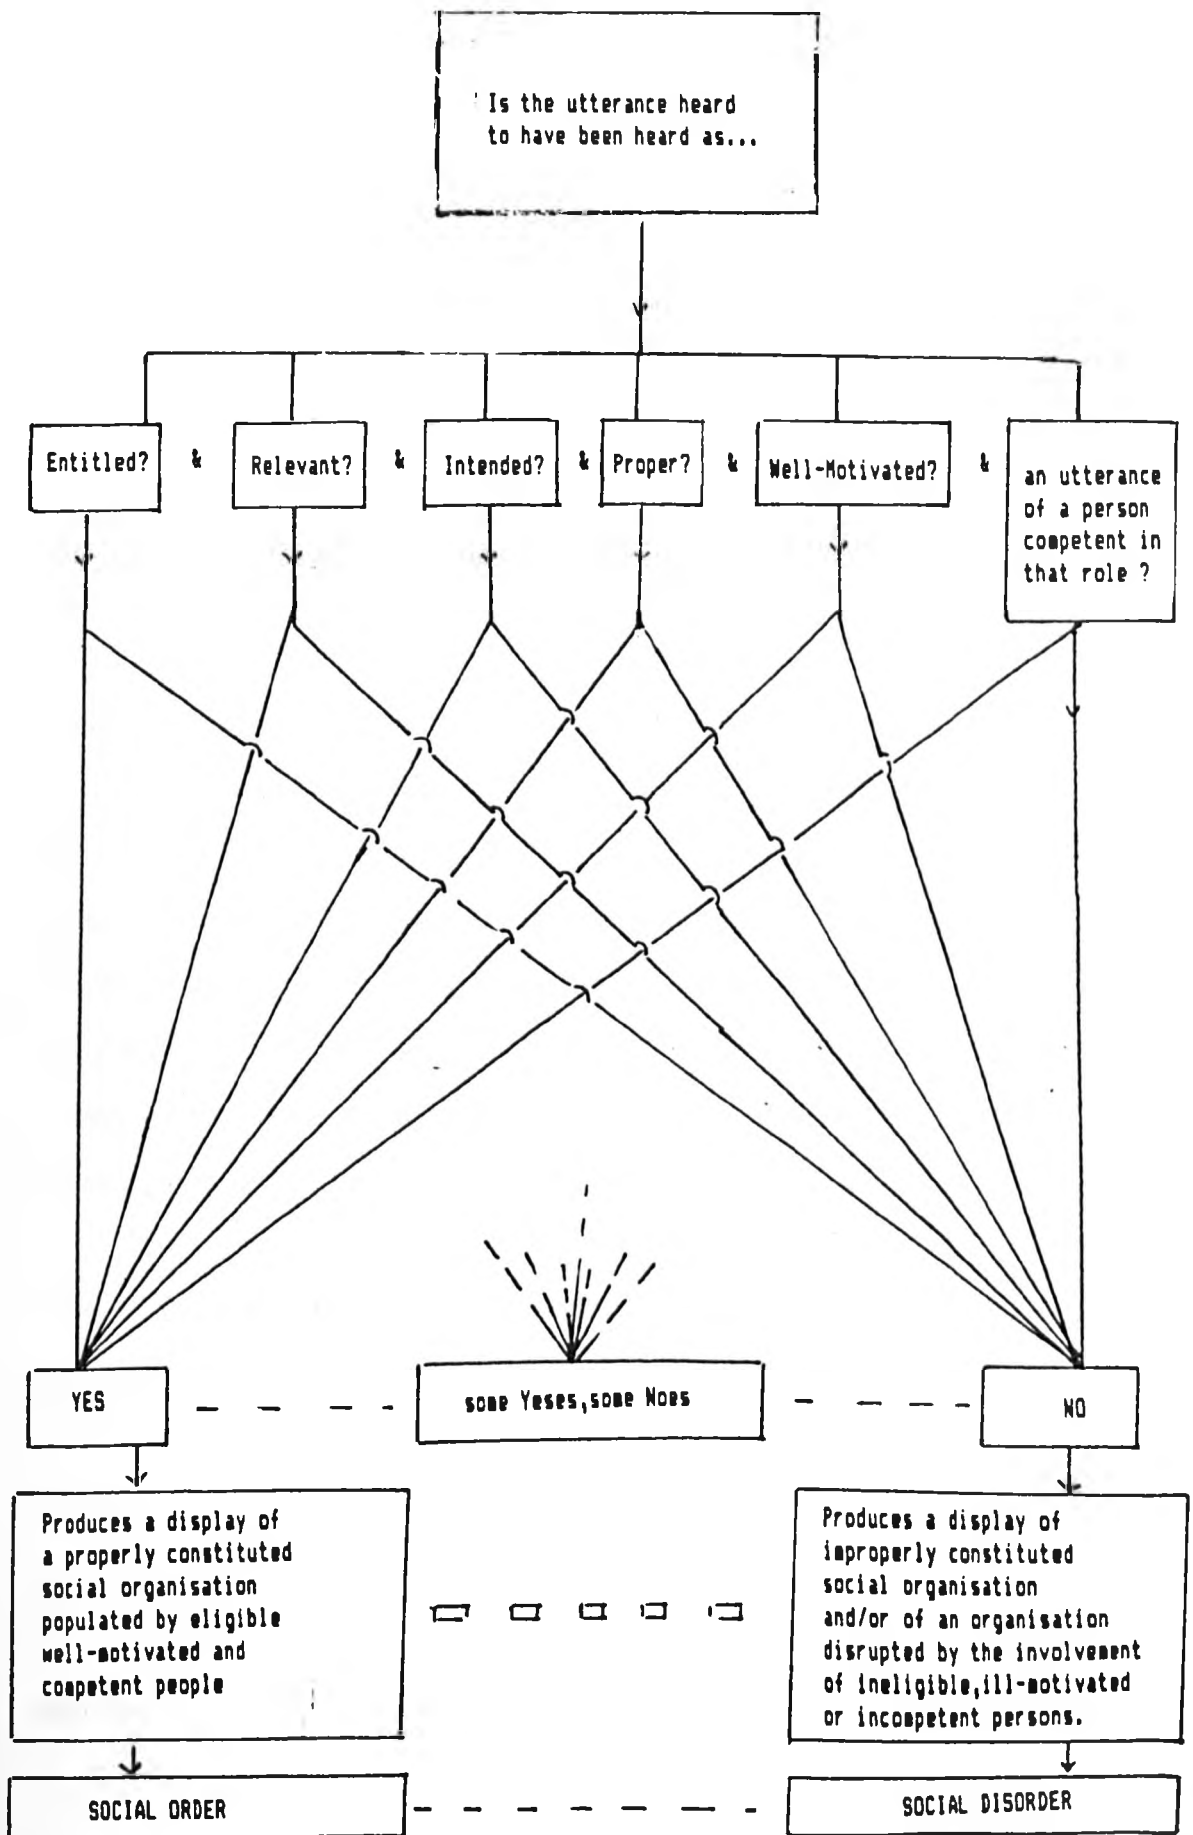 Is the utterance heard
to have been heard as...
Entitled? & Relevant? & Intended? & Proper? & Well-Motivated? &
an utterance
of a person
competent in
that role ?
YES
some Yeses,some Noes
NO
Produces a display of
a properly constituted
social organisation
populated by eligible
well-motivated and
competent people
Produces a display of
improperly constituted
social organisation
and/or of an organisation
disrupted by the involvement
of ineligible,ill-motivated
or incompetent persons.
SOCIAL ORDER
SOCIAL DISORDER